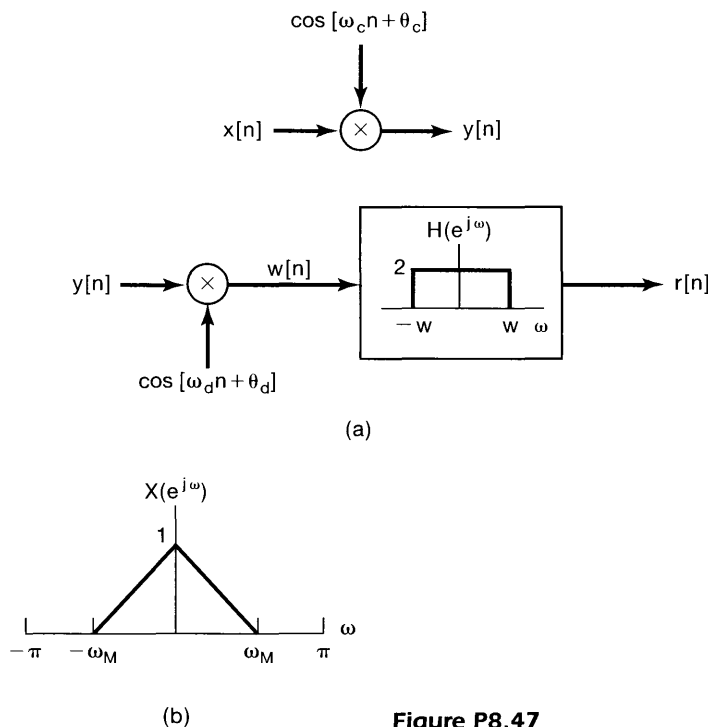 cos [ω_c n + θ_c]
x[n] × y[n]
H(e^{jω})
y[n] × w[n] 2 r[n]
− w w ω
cos [ω_d n + θ_d]
(a)
X(e^{jω})
1
− π − ω_M ω_M π ω
(b) Figure P8.47